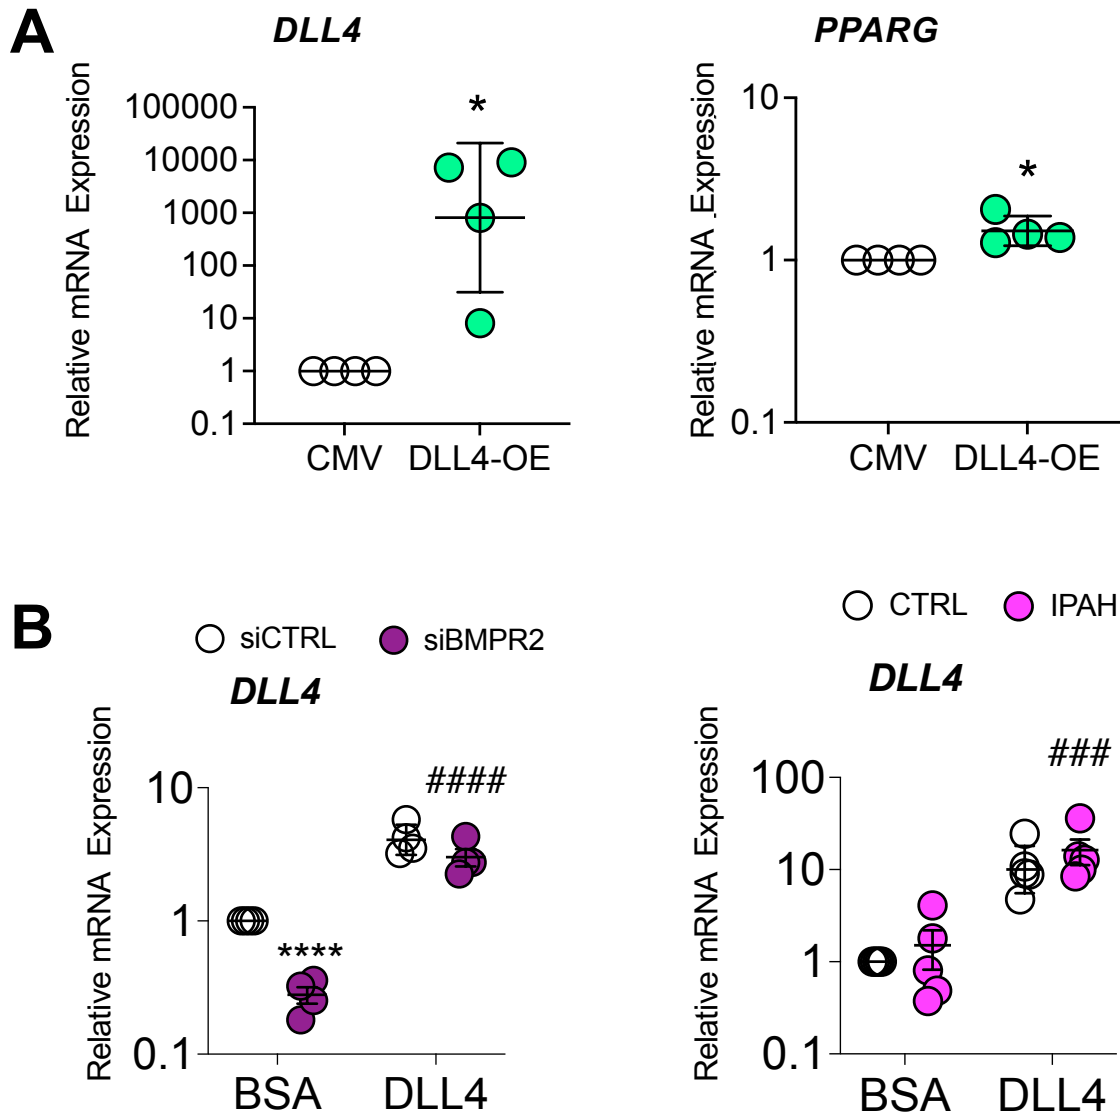 A
DLL4
Relative mRNA Expression
100000
10000
1000
100
10
1
0.1
*
CMV
DLL4-OE
PPARG
Relative mRNA Expression
10
1
0.1
*
CMV
DLL4-OE
B
siCTRL
siBMPR2
DLL4
Relative mRNA Expression
10
1
0.1
****
####
BSA
DLL4
CTRL
IPAH
DLL4
Relative mRNA Expression
100
10
1
0.1
###
BSA
DLL4